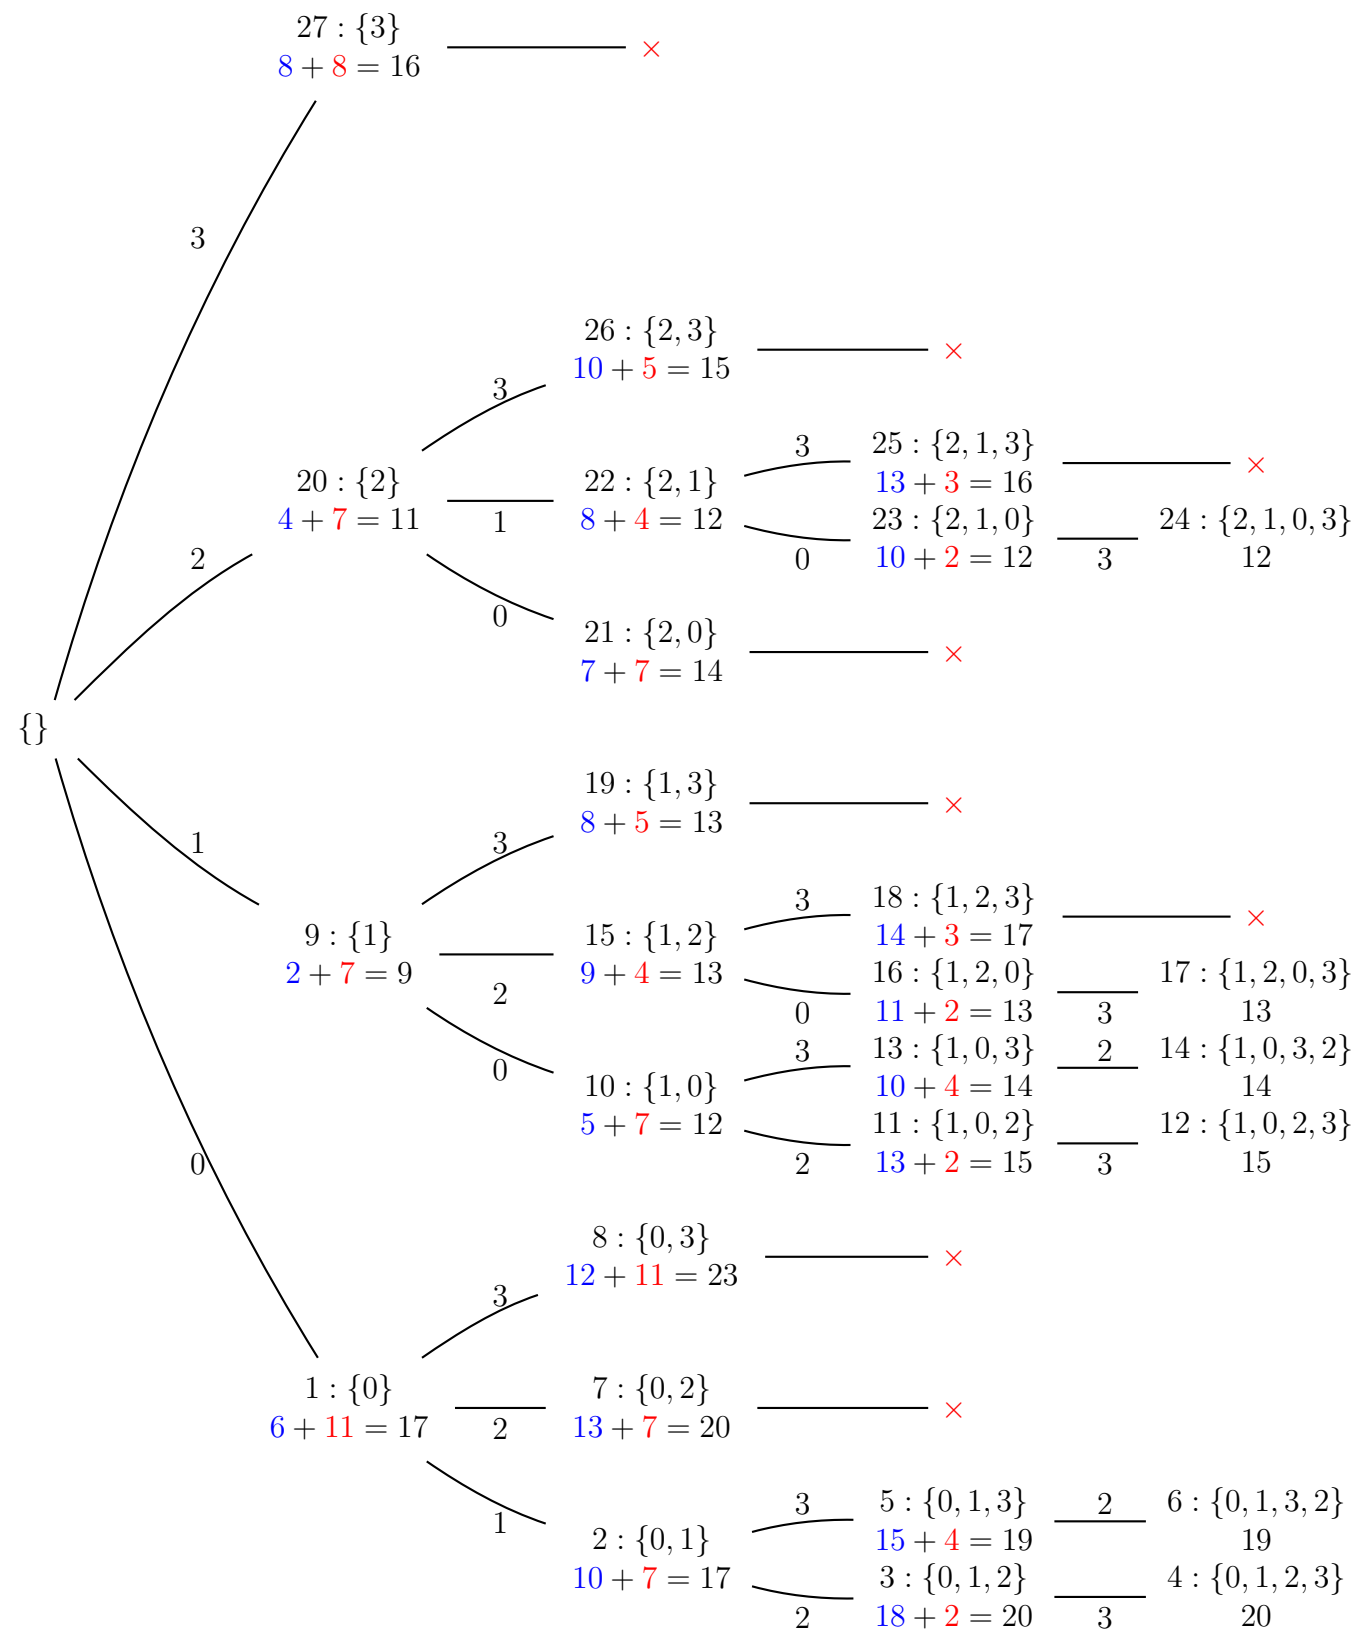 27 : {3}
8 + 8 = 16
×
3
26 : {2, 3}
10 + 5 = 15
×
3
25 : {2, 1, 3}
13 + 3 = 16
×
3
20 : {2}
4 + 7 = 11
22 : {2, 1}
8 + 4 = 12
1
23 : {2, 1, 0}
10 + 2 = 12
24 : {2, 1, 0, 3}
12
2
0
3
0
21 : {2, 0}
7 + 7 = 14
×
{}
19 : {1, 3}
8 + 5 = 13
×
1
3
18 : {1, 2, 3}
14 + 3 = 17
×
3
9 : {1}
2 + 7 = 9
15 : {1, 2}
9 + 4 = 13
2
16 : {1, 2, 0}
11 + 2 = 13
17 : {1, 2, 0, 3}
13
0
3
0
3
13 : {1, 0, 3}
10 + 4 = 14
2
14 : {1, 0, 3, 2}
14
10 : {1, 0}
5 + 7 = 12
11 : {1, 0, 2}
13 + 2 = 15
12 : {1, 0, 2, 3}
15
0
2
3
8 : {0, 3}
12 + 11 = 23
×
3
1 : {0}
6 + 11 = 17
7 : {0, 2}
13 + 7 = 20
×
2
1
3
5 : {0, 1, 3}
15 + 4 = 19
2
6 : {0, 1, 3, 2}
19
2 : {0, 1}
10 + 7 = 17
3 : {0, 1, 2}
18 + 2 = 20
4 : {0, 1, 2, 3}
20
2
3